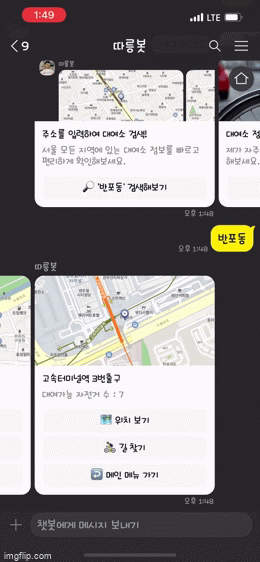 1:49
LTE
9
따릉봇
따릉봇
주소를 입력하여 대여소 검색!
서울 모든 지역에 있는 대여소 정보를 빠르고
편리하게 확인해보세요.
🔎 '반포동' 검색해보기
대여소 정
제가 자주
해보세요.
오후 1:48
오후 1:48
반포동
따릉봇
고속터미널역 3번출구
대여가능 자전거 수 : 7
위치 보기
길 찾기
메인 메뉴 가기
오후 1:48
챗봇에게 메시지 보내기
imgflip.com